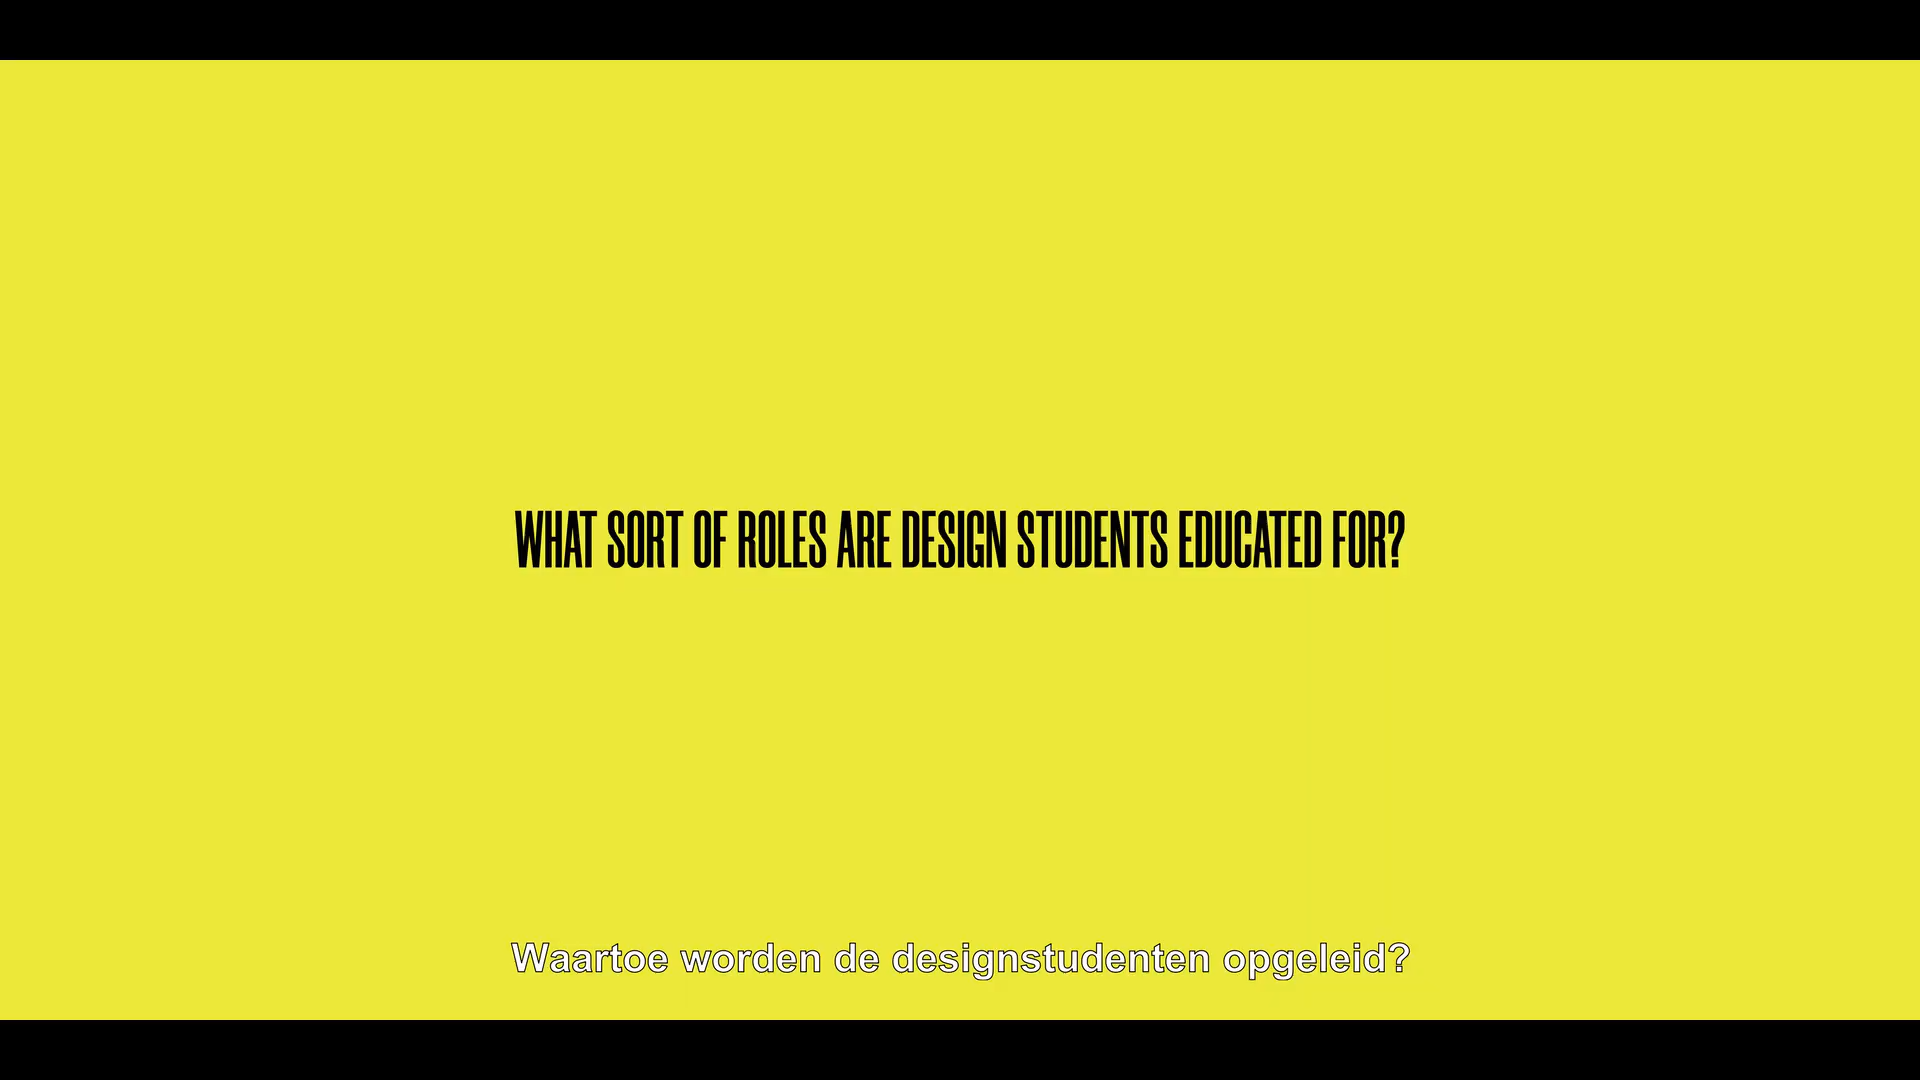 WHAT SORT OF ROLES ARE DESIGN STUDENTS EDUCATED FOR?
Waartoe worden de designstudenten opgeleid?